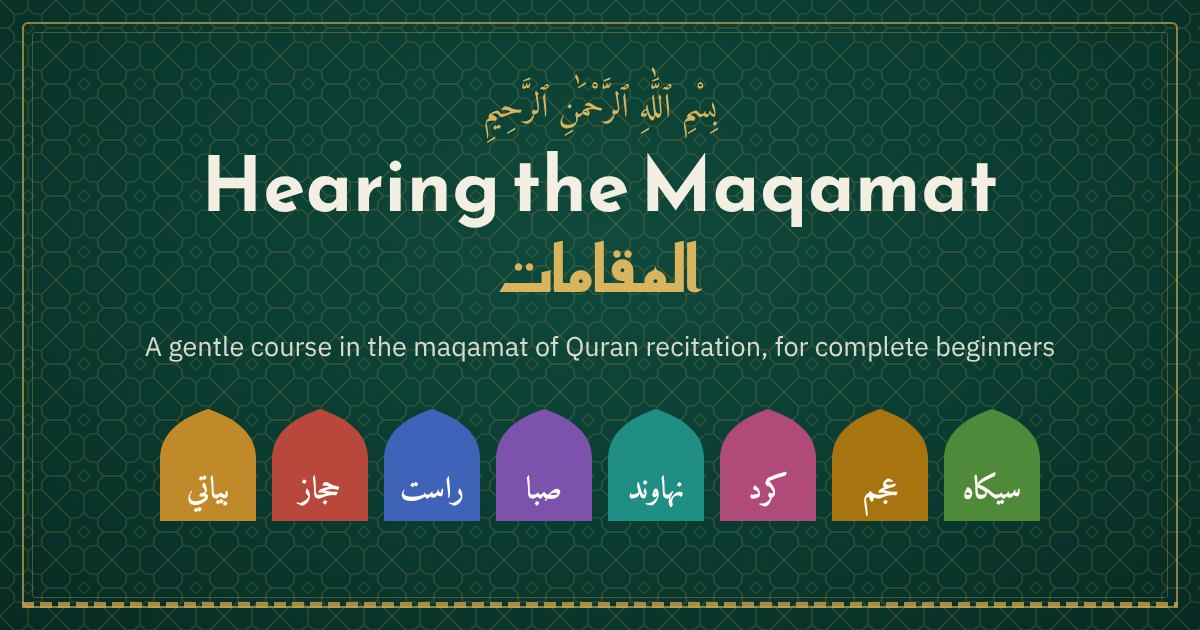 بِسْمِ ٱللَّهِ ٱلرَّحْمَٰنِ ٱلرَّحِيمِ
Hearing the Maqamat
المقامات
A gentle course in the maqamat of Quran recitation, for complete beginners
بياتي حجاز راست صبا نهاوند كرد عجم سيكاه